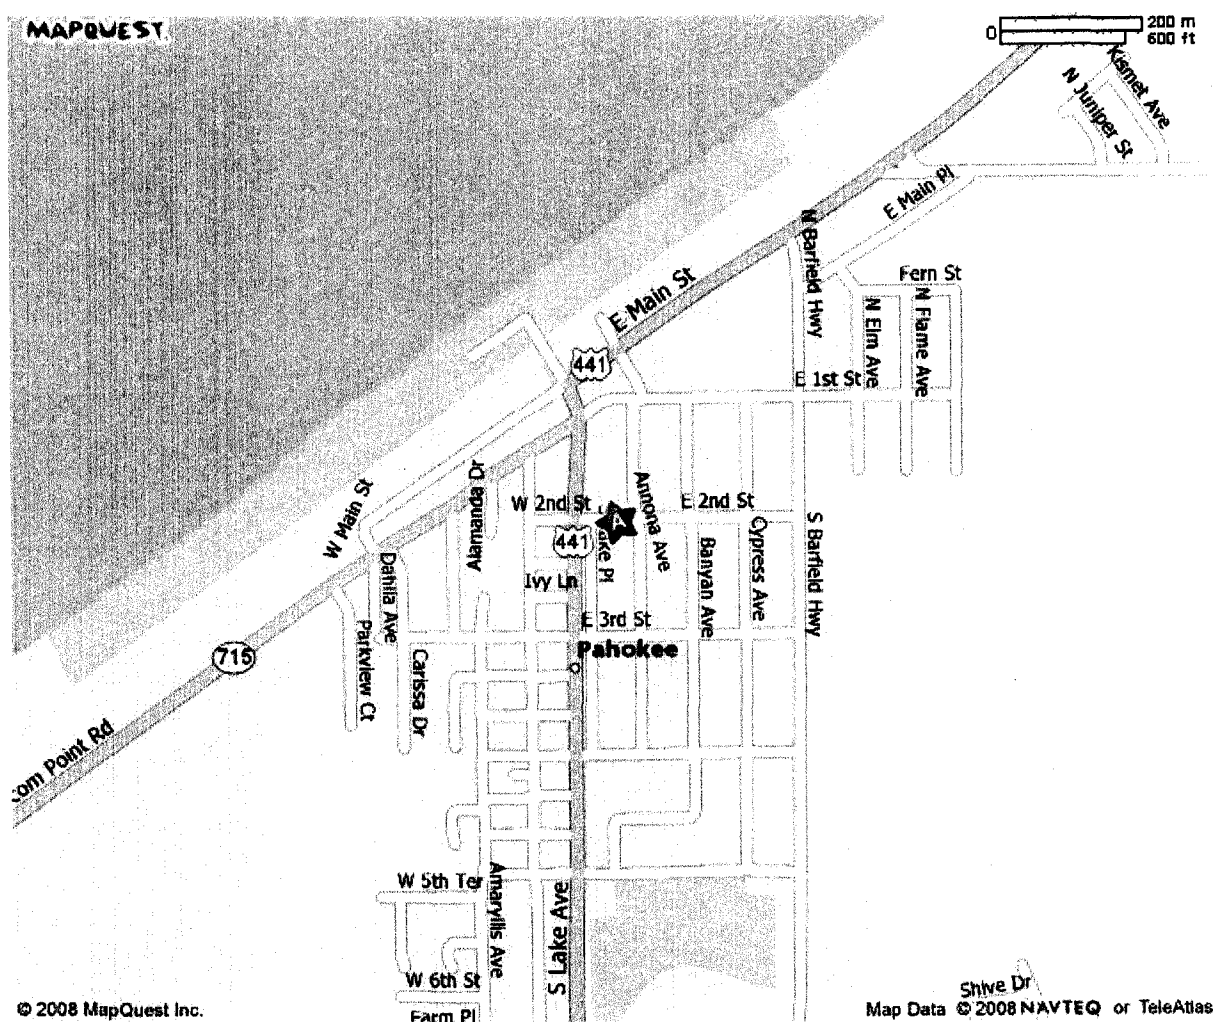 MAPQUEST
0
200 m
600 ft
Kismet Ave
N Juniper St
E Main Pl
N Barfield Hwy
Fern St
E Main St
N Elm Ave
N Flame Ave
441
E 1st St
W Main St
Alamanda Dr
W 2nd St
A
Annona Ave
E 2nd St
441
Cypress Ave
S Barfield Hwy
Banyan Ave
Dahlia Ave
Ivy Ln
Pl
E 3rd St
Pahokee
715
Parkview Ct
Carissa Dr
Point Rd
W 5th Ter
Amaryllis Ave
S Lake Ave
W 6th St
Farm Pl
Shive Dr
© 2008 MapQuest Inc.
Map Data © 2008 NAVTEQ or TeleAtlas